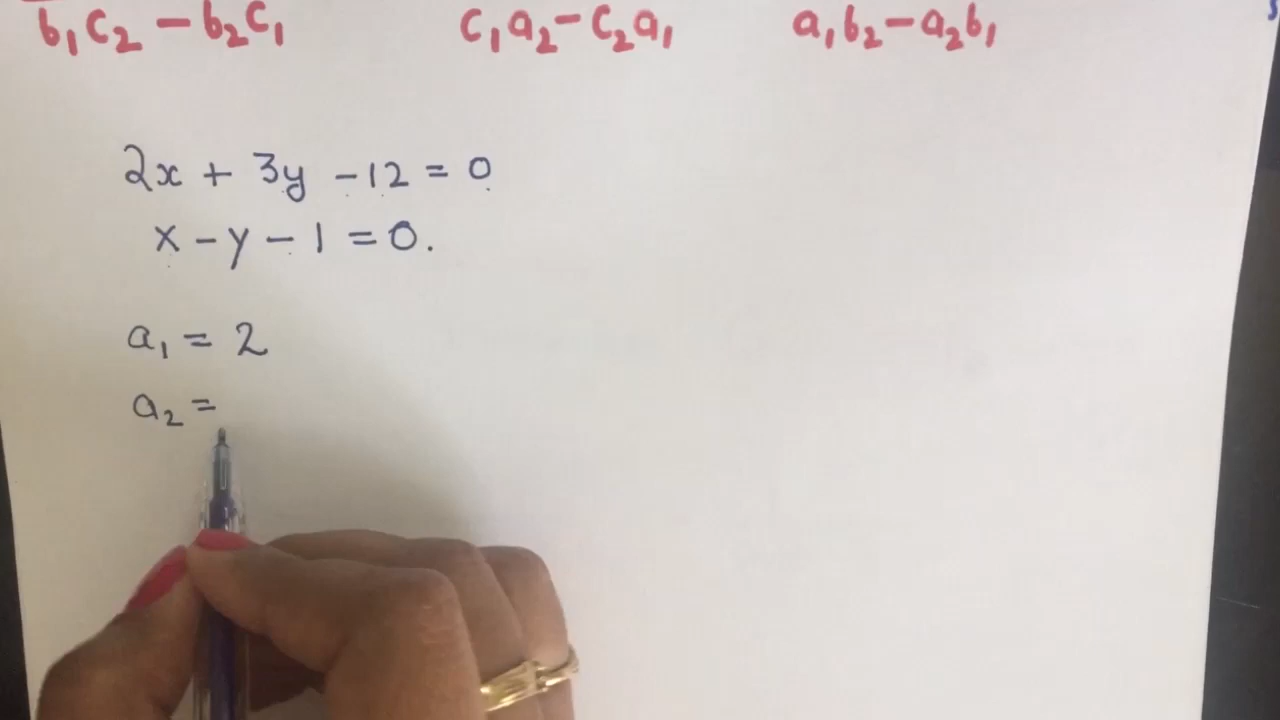 b₁c₂ − b₂c₁ c₁a₂ − c₂a₁ a₁b₂ − a₂b₁
2x + 3y − 12 = 0
x − y − 1 = 0.
a₁ = 2
a₂ =